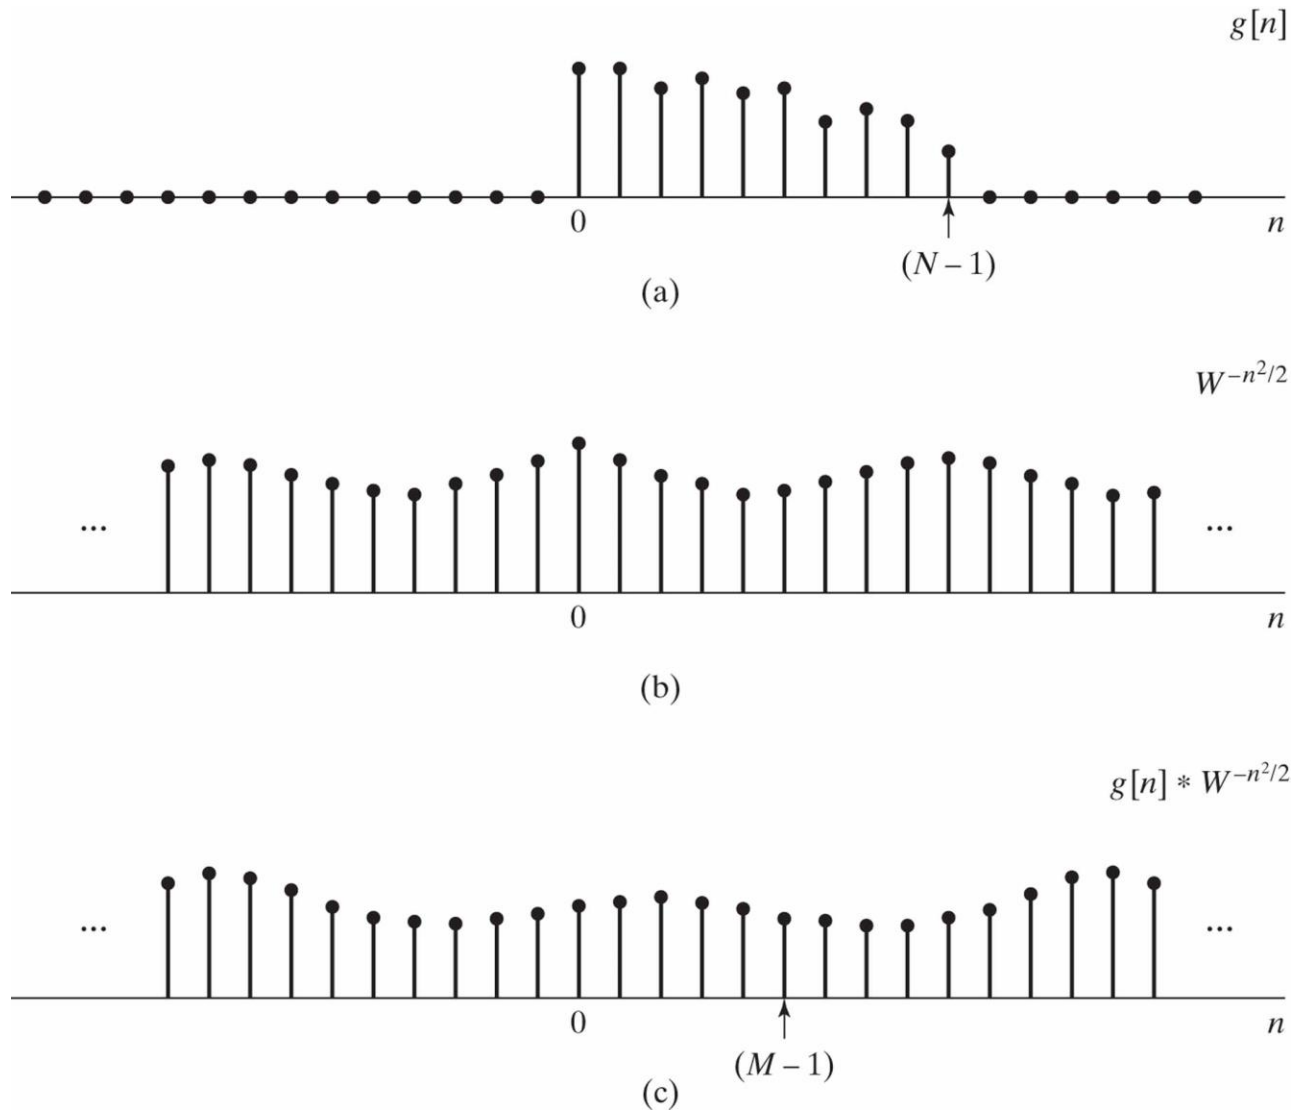 g[n]
0
n
(N – 1)
(a)
W^{–n²/2}
...
...
0
n
(b)
g[n] * W^{–n²/2}
...
...
0
n
(M – 1)
(c)